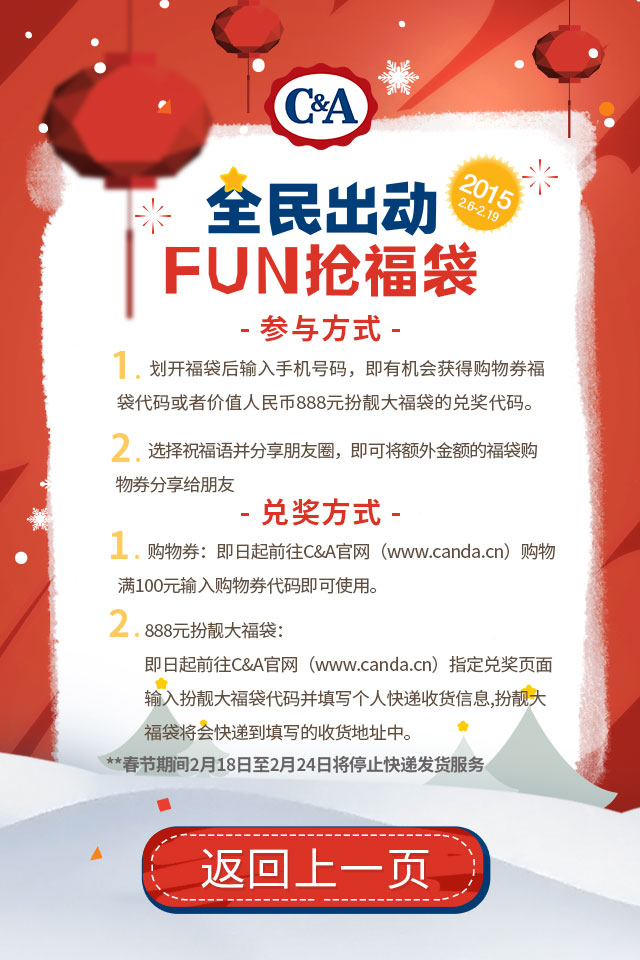 C&A
全民出动
2015
2.6-2.19
FUN抢福袋
- 参与方式 -
1. 划开福袋后输入手机号码，即有机会获得购物券福
袋代码或者价值人民币888元扮靓大福袋的兑奖代码。
2. 选择祝福语并分享朋友圈，即可将额外金额的福袋购
物券分享给朋友
- 兑奖方式 -
1. 购物券：即日起前往C&A官网（www.canda.cn）购物
满100元输入购物券代码即可使用。
2. 888元扮靓大福袋：
即日起前往C&A官网（www.canda.cn）指定兑奖页面
输入扮靓大福袋代码并填写个人快递收货信息,扮靓大
福袋将会快递到填写的收货地址中。
**春节期间2月18日至2月24日将停止快递发货服务
返回上一页